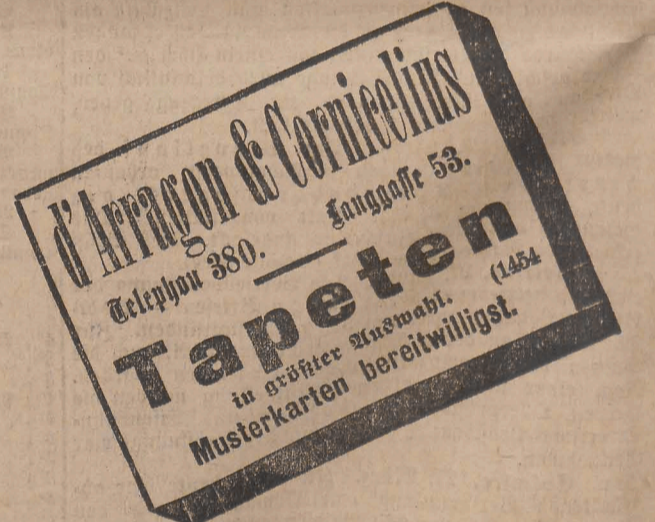 d'Arragon & Cornicelius
Telephon 380. Langgasse 53.
Tapeten
in größter Auswahl. (1454
Musterkarten bereitwilligst.